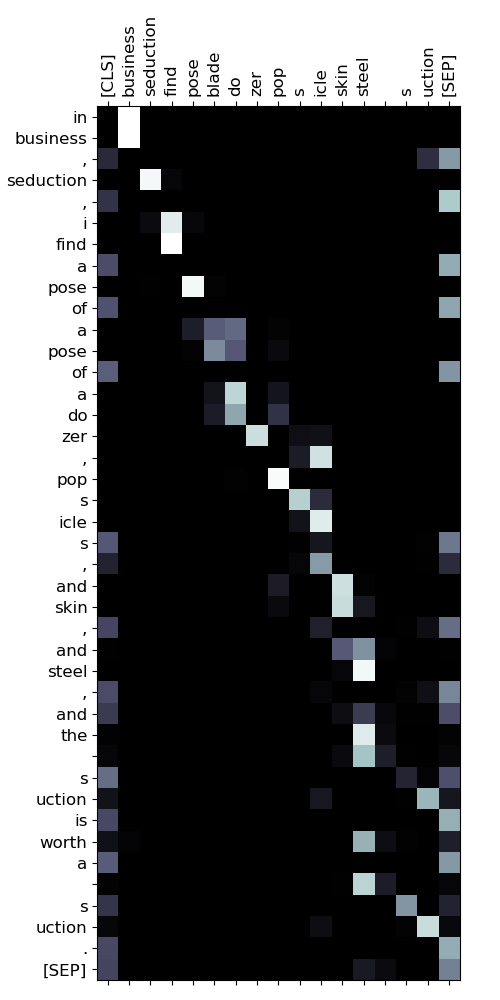 [CLS] business seduction find pose blade do zer pop s icle skin steel s uction [SEP]
in
business
,
seduction
,
i
find
a
pose
of
a
pose
of
a
do
zer
,
pop
s
icle
s
,
and
skin
,
and
steel
,
and
the
s
uction
is
worth
a
s
uction
.
[SEP]